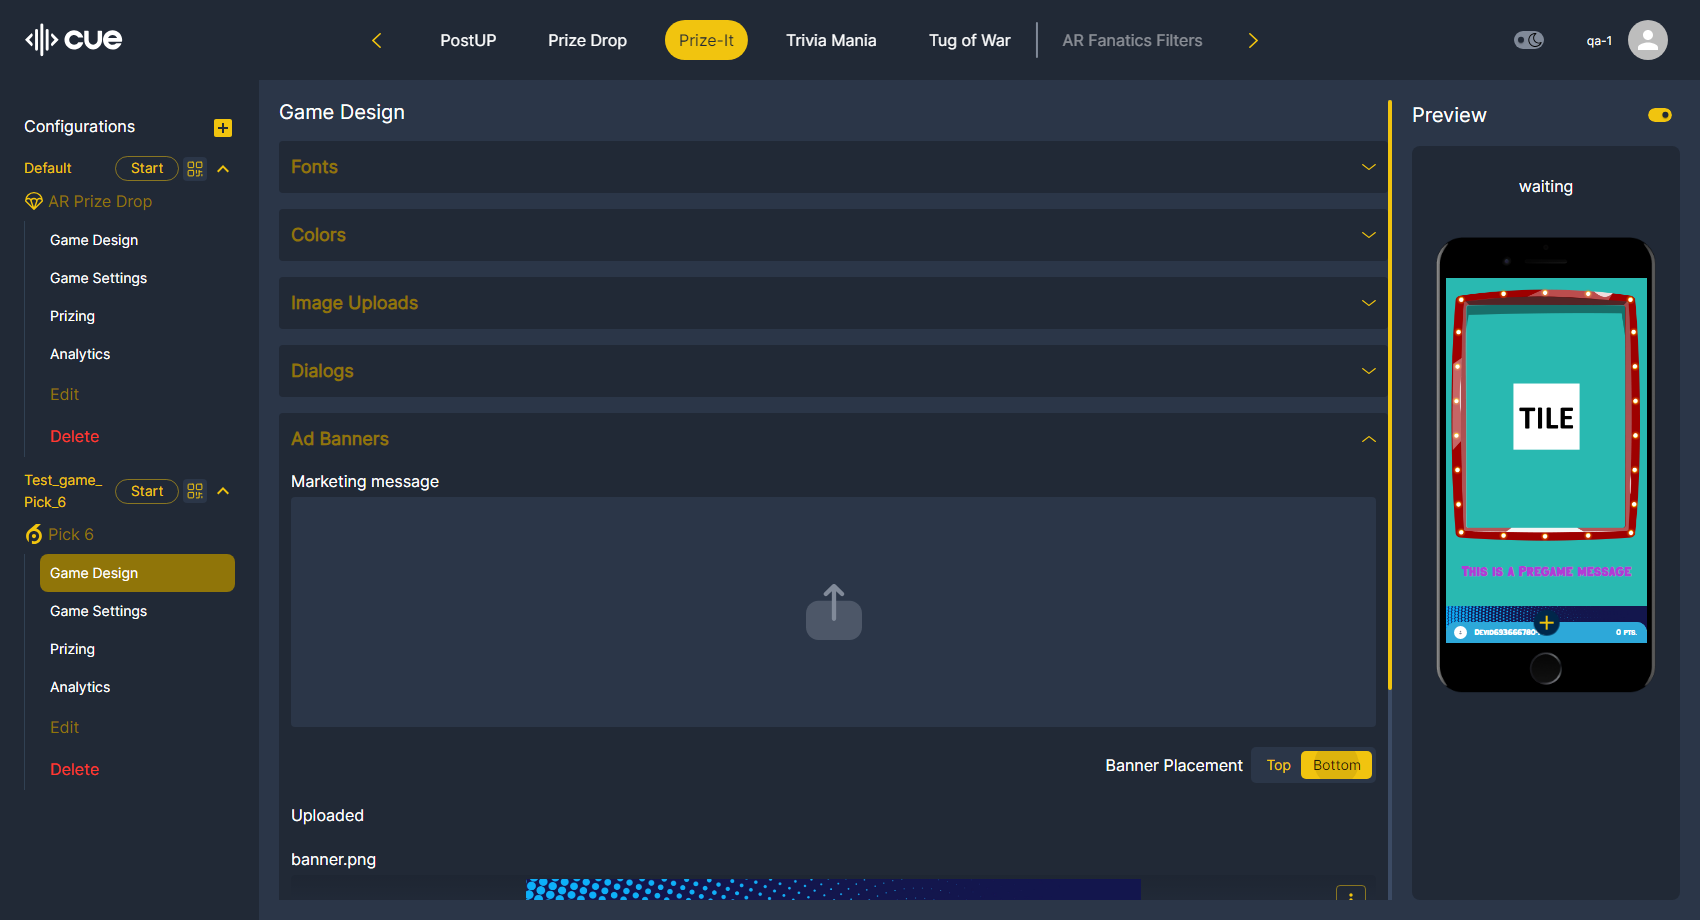 cue
PostUP
Prize Drop
Prize-It
Trivia Mania
Tug of War
AR Fanatics Filters
qa-1
Configurations
Default
Start
AR Prize Drop
Game Design
Game Settings
Prizing
Analytics
Edit
Delete
Test_game_
Pick_6
Start
Pick 6
Game Design
Game Settings
Prizing
Analytics
Edit
Delete
Game Design
Fonts
Colors
Image Uploads
Dialogs
Ad Banners
Marketing message
Banner Placement
Top
Bottom
Uploaded
banner.png
Preview
waiting
TILE
This is a Pregame message
0 pts.